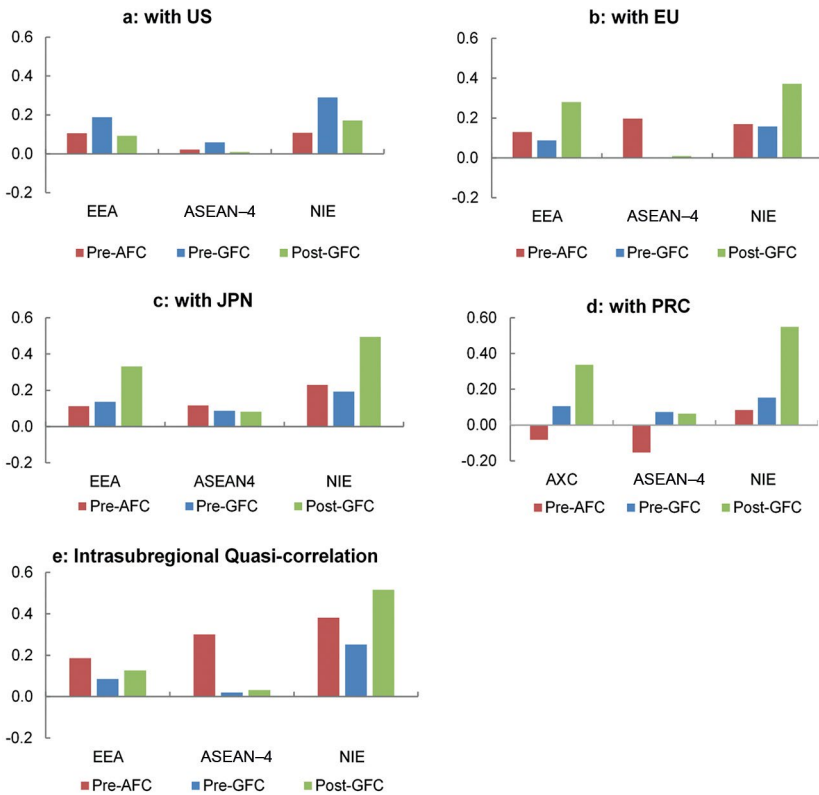 a: with US
0.6
0.4
0.2
0.0
-0.2
EEA ASEAN–4 NIE
Pre-AFC Pre-GFC Post-GFC
b: with EU
0.6
0.4
0.2
0.0
-0.2
EEA ASEAN–4 NIE
Pre-AFC Pre-GFC Post-GFC
c: with JPN
0.6
0.4
0.2
0.0
-0.2
EEA ASEAN4 NIE
Pre-AFC Pre-GFC Post-GFC
d: with PRC
0.60
0.40
0.20
0.00
-0.20
AXC ASEAN–4 NIE
Pre-AFC Pre-GFC Post-GFC
e: Intrasubregional Quasi-correlation
0.6
0.4
0.2
0.0
-0.2
EEA ASEAN–4 NIE
Pre-AFC Pre-GFC Post-GFC